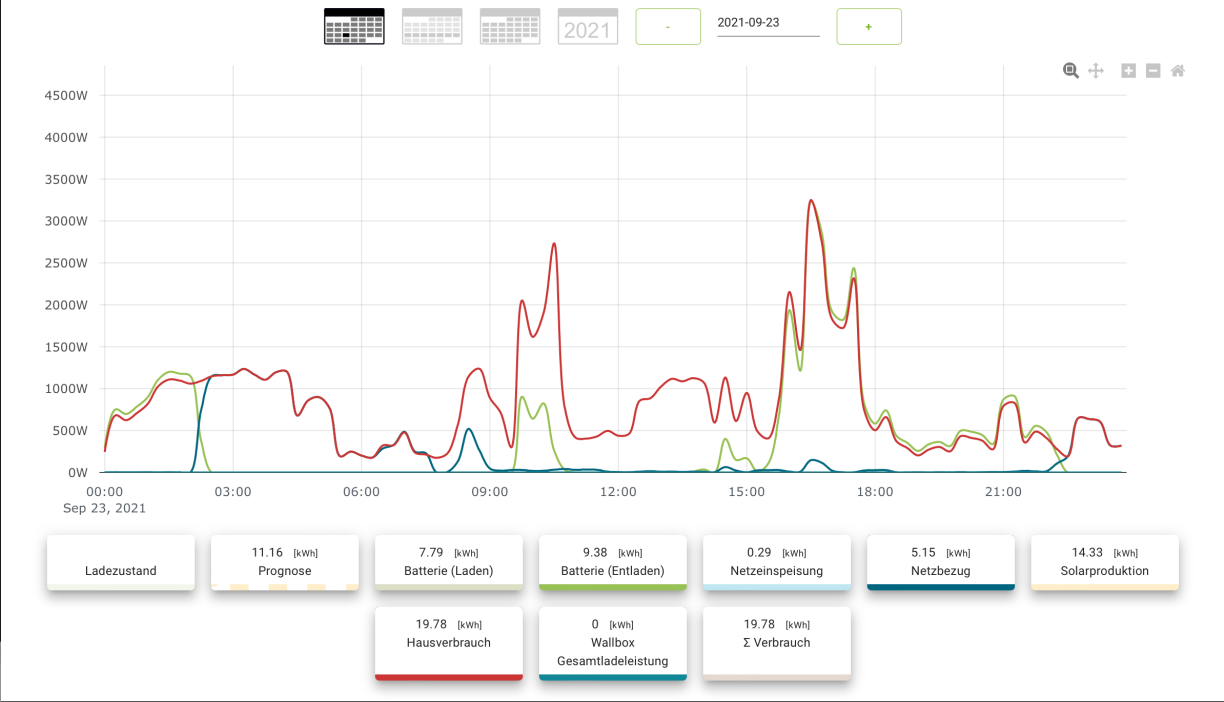 2021
-
2021-09-23
+
4500W
4000W
3500W
3000W
2500W
2000W
1500W
1000W
500W
0W
00:00
03:00
06:00
09:00
12:00
15:00
18:00
21:00
Sep 23, 2021
Ladezustand
11.16 [kWh]
Prognose
7.79 [kWh]
Batterie (Laden)
9.38 [kWh]
Batterie (Entladen)
0.29 [kWh]
Netzeinspeisung
5.15 [kWh]
Netzbezug
14.33 [kWh]
Solarproduktion
19.78 [kWh]
Hausverbrauch
0 [kWh]
Wallbox
Gesamtladeleistung
19.78 [kWh]
Σ Verbrauch